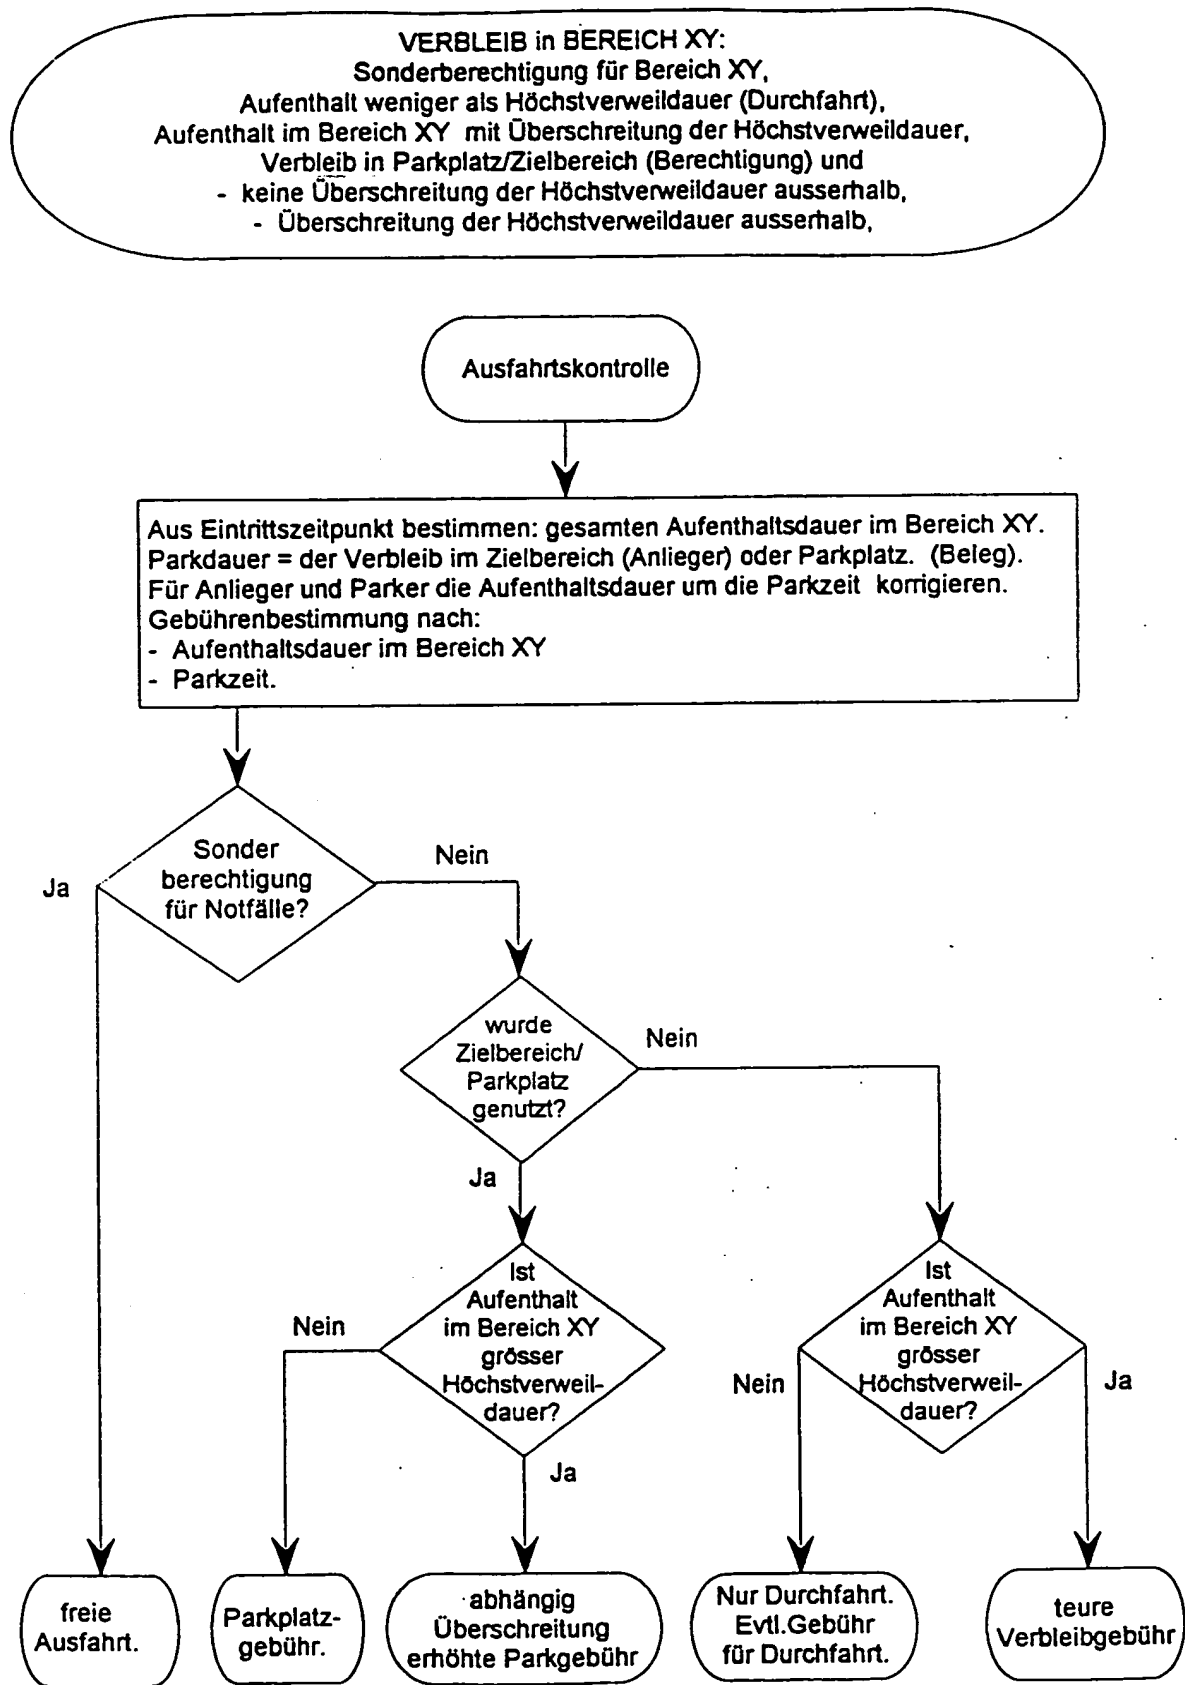 VERBLEIB in BEREICH XY:
Sonderberechtigung für Bereich XY,
Aufenthalt weniger als Höchstverweildauer (Durchfahrt),
Aufenthalt im Bereich XY mit Überschreitung der Höchstverweildauer,
Verbleib in Parkplatz/Zielbereich (Berechtigung) und
- keine Überschreitung der Höchstverweildauer ausserhalb,
- Überschreitung der Höchstverweildauer ausserhalb,
Ausfahrtskontrolle
Aus Eintrittszeitpunkt bestimmen: gesamten Aufenthaltsdauer im Bereich XY.
Parkdauer = der Verbleib im Zielbereich (Anlieger) oder Parkplatz. (Beleg).
Für Anlieger und Parker die Aufenthaltsdauer um die Parkzeit korrigieren.
Gebührenbestimmung nach:
- Aufenthaltsdauer im Bereich XY
- Parkzeit.
Sonder
berechtigung
für Notfälle?
Ja
Nein
wurde
Zielbereich/
Parkplatz
genutzt?
Nein
Ja
Ist
Aufenthalt
im Bereich XY
grösser
Höchstverweil-
dauer?
Nein
Ja
Ist
Aufenthalt
im Bereich XY
grösser
Höchstverweil-
dauer?
Nein
Ja
freie
Ausfahrt.
Parkplatz-
gebühr.
abhängig
Überschreitung
erhöhte Parkgebühr
Nur Durchfahrt.
Evtl.Gebühr
für Durchfahrt.
teure
Verbleibgebühr